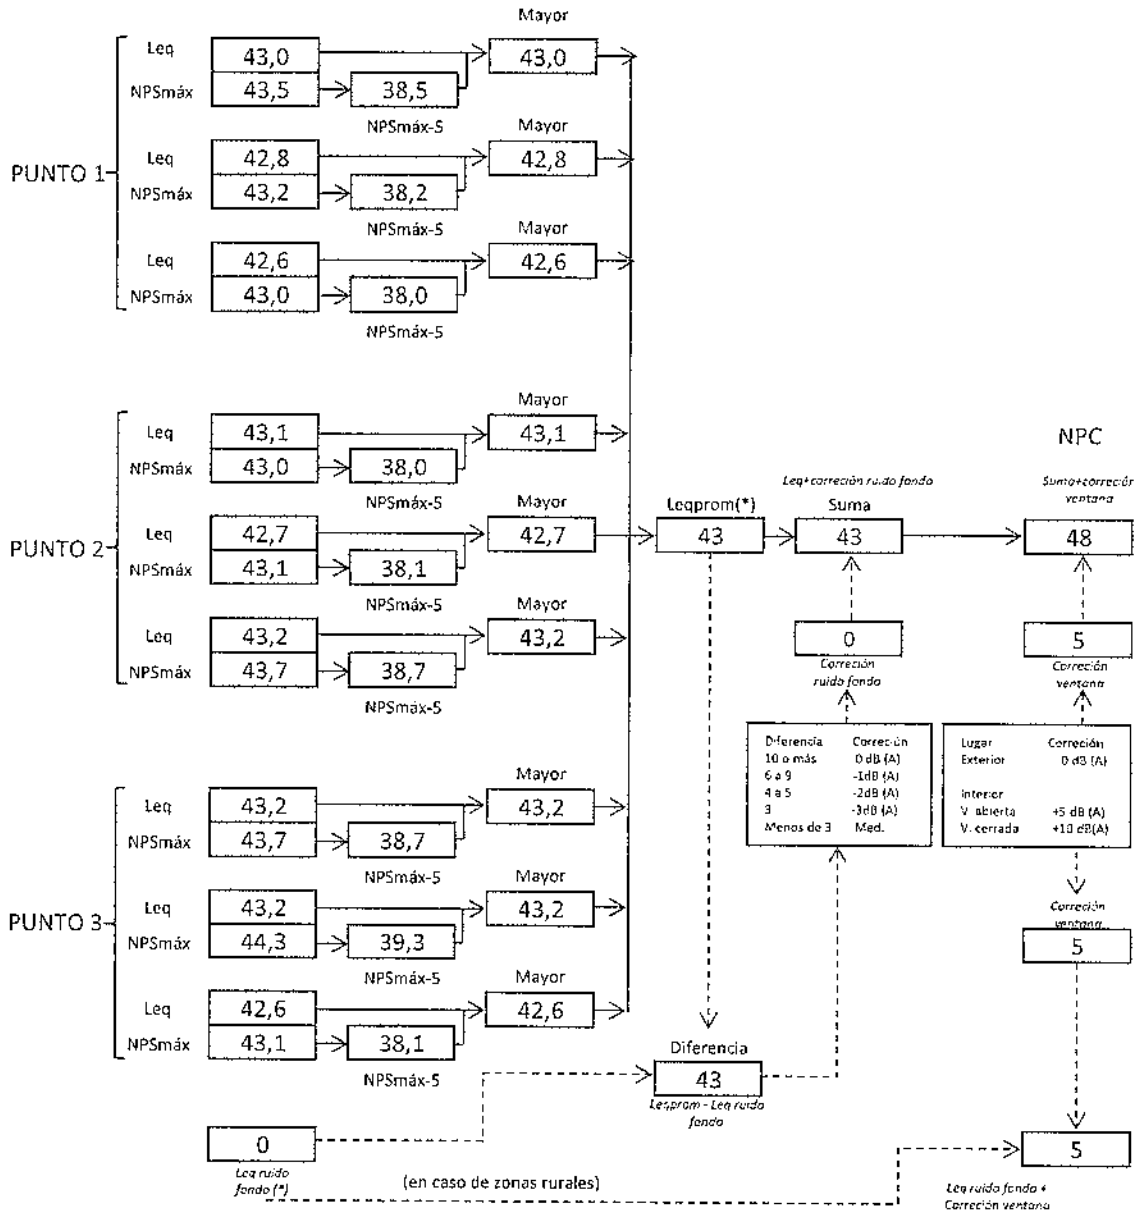 Mayor
PUNTO 1
Leq 43,0 43,0
NPSmáx 43,5 38,5
NPSmáx-5 Mayor
Leq 42,8 42,8
NPSmáx 43,2 38,2
NPSmáx-5 Mayor
Leq 42,6 42,6
NPSmáx 43,0 38,0
NPSmáx-5
Mayor
PUNTO 2
Leq 43,1 43,1
NPSmáx 43,0 38,0
NPSmáx-5 Mayor
Leq 42,7 42,7
NPSmáx 43,1 38,1
NPSmáx-5 Mayor
Leq 43,2 43,2
NPSmáx 43,7 38,7
NPSmáx-5
Mayor
PUNTO 3
Leq 43,2 43,2
NPSmáx 43,7 38,7
NPSmáx-5 Mayor
Leq 43,2 43,2
NPSmáx 44,3 39,3
NPSmáx-5 Mayor
Leq 42,6 42,6
NPSmáx 43,1 38,1
NPSmáx-5
0
Leq ruido
fondo (*)
(en caso de zonas rurales)
Leqprom(*)
43
Diferencia
43
Leqprom - Leq ruido
fondo
Leq+correción ruido fondo
Suma
43
0
Correción
ruido fondo
Diferencia Correción
10 o más 0 dB (A)
6 a 9 -1dB (A)
4 a 5 -2dB (A)
3 -3dB (A)
Menos de 3 Med.
NPC
Suma+correción
ventana
48
5
Correción
ventana
Lugar Correción
Exterior 0 dB (A)
Interior
V. abierta +5 dB (A)
V. cerrada +10 dB(A)
Correción
ventana
5
5
Leq ruido fondo +
Correción ventana